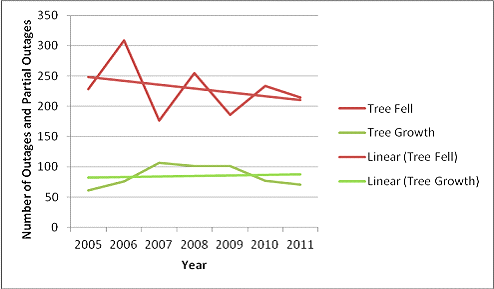 350
300
250
200
150
100
50
0
Number of Outages and Partial Outages
2005 2006 2007 2008 2009 2010 2011
Year
Tree Fell
Tree Growth
Linear (Tree Fell)
Linear (Tree Growth)